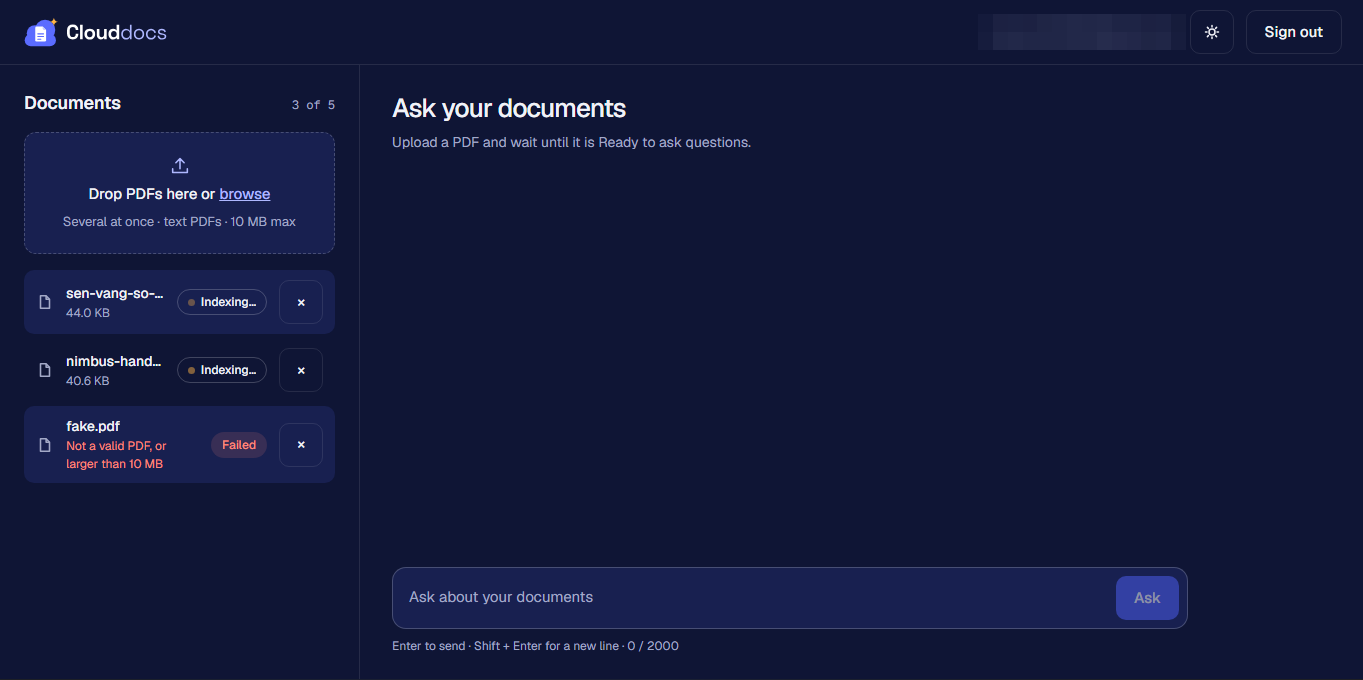 Clouddocs
Sign out
Documents
3 of 5
Drop PDFs here or browse
Several at once · text PDFs · 10 MB max
sen-vang-so-...
44.0 KB
Indexing...
×
nimbus-hand...
40.6 KB
Indexing...
×
fake.pdf
Not a valid PDF, or
larger than 10 MB
Failed
×
Ask your documents
Upload a PDF and wait until it is Ready to ask questions.
Ask about your documents
Ask
Enter to send · Shift + Enter for a new line · 0 / 2000